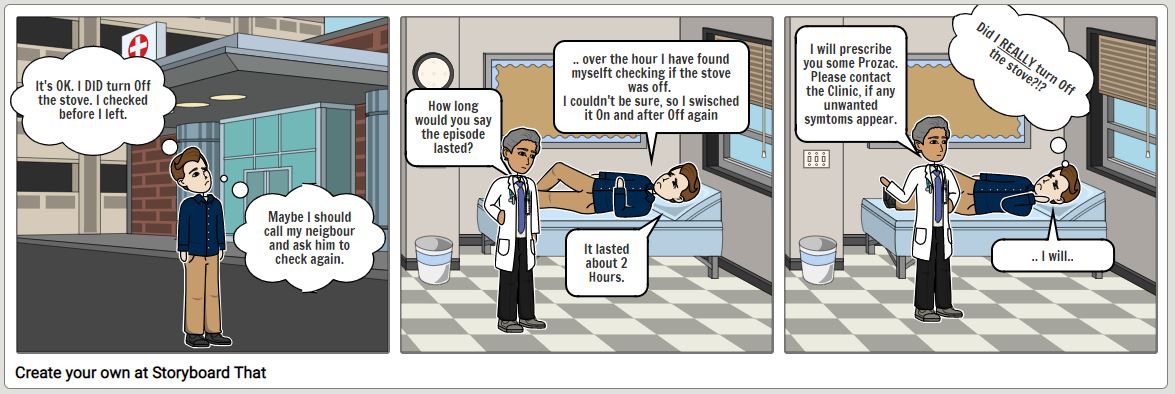 It's OK. I DID turn Off
the stove. I checked
before I left.
Maybe I should
call my neigbour
and ask him to
check again.
How long
would you say
the episode
lasted?
.. over the hour I have found
myselft checking if the stove
was off.
I couldn't be sure, so I swisched
it On and after Off again
It lasted
about 2
Hours.
I will prescribe
you some Prozac.
Please contact
the Clinic, if any
unwanted
symtoms appear.
Did I REALLY turn Off
the stove?!?
.. I will..
Create your own at Storyboard That